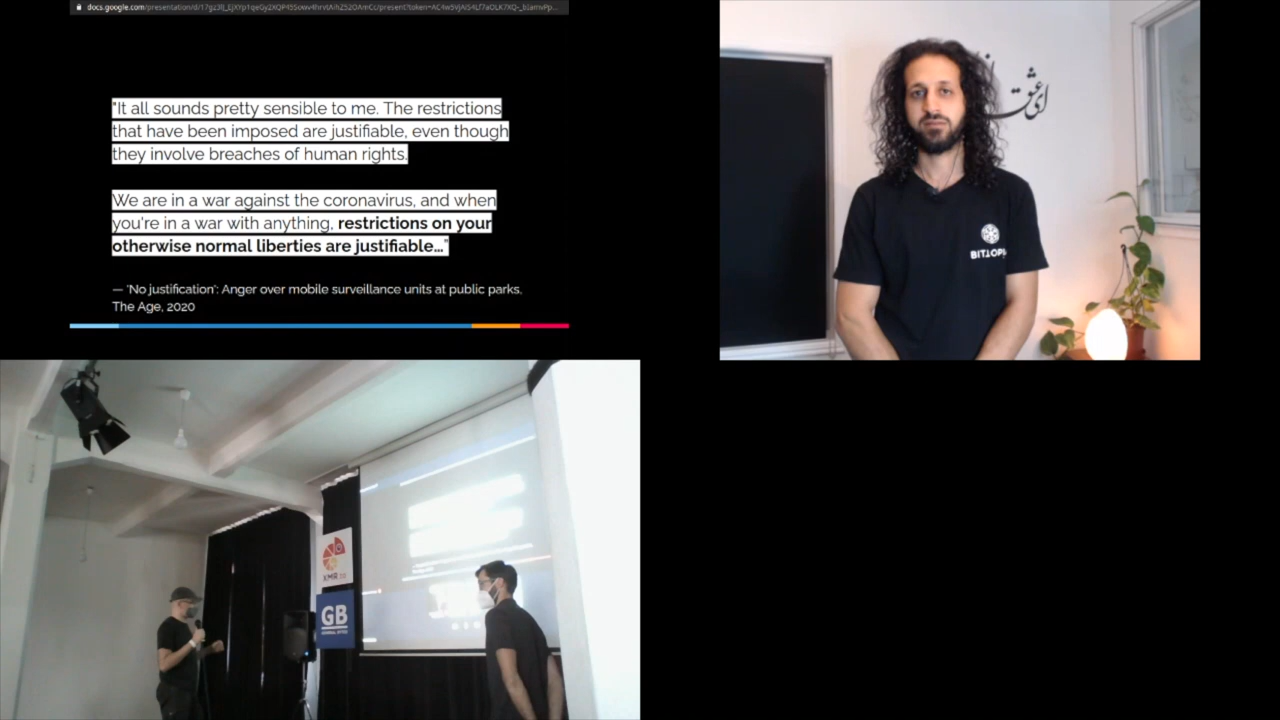 "It all sounds pretty sensible to me. The restrictions
that have been imposed are justifiable, even though
they involve breaches of human rights.
We are in a war against the coronavirus, and when
you're in a war with anything, restrictions on your
otherwise normal liberties are justifiable…"
— 'No justification': Anger over mobile surveillance units at public parks,
The Age, 2020
ای عشق
XMR
GB